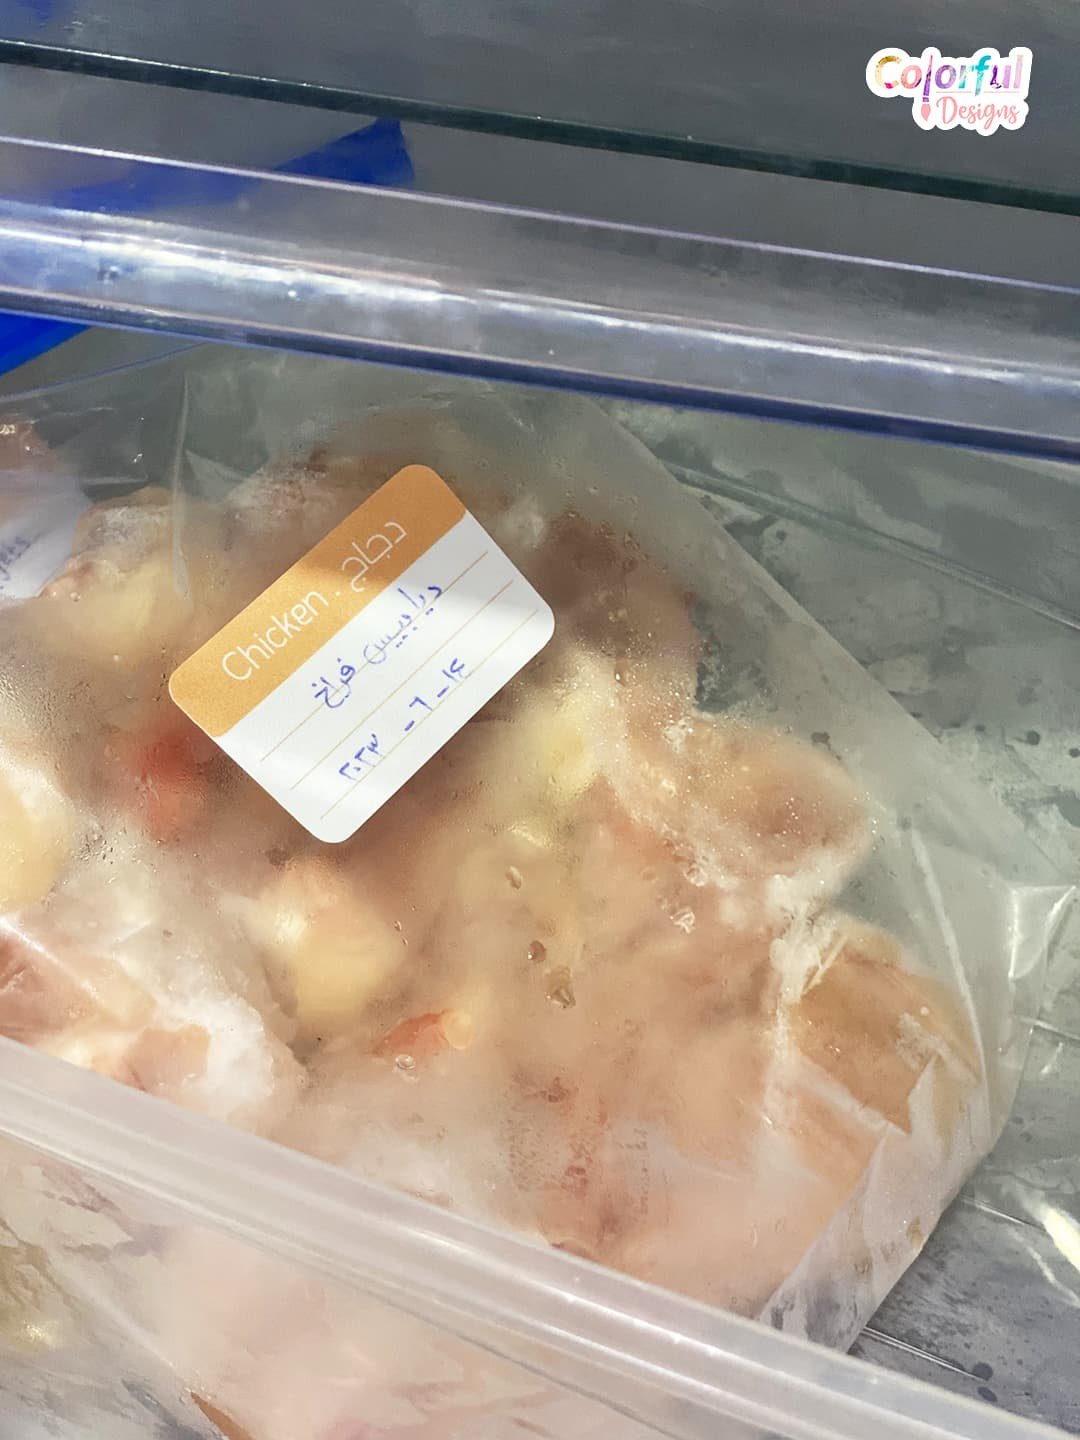 Colorful
Designs
Chicken . دجاج
دبابيس فراخ
١٤-٦-٢٠٢٣